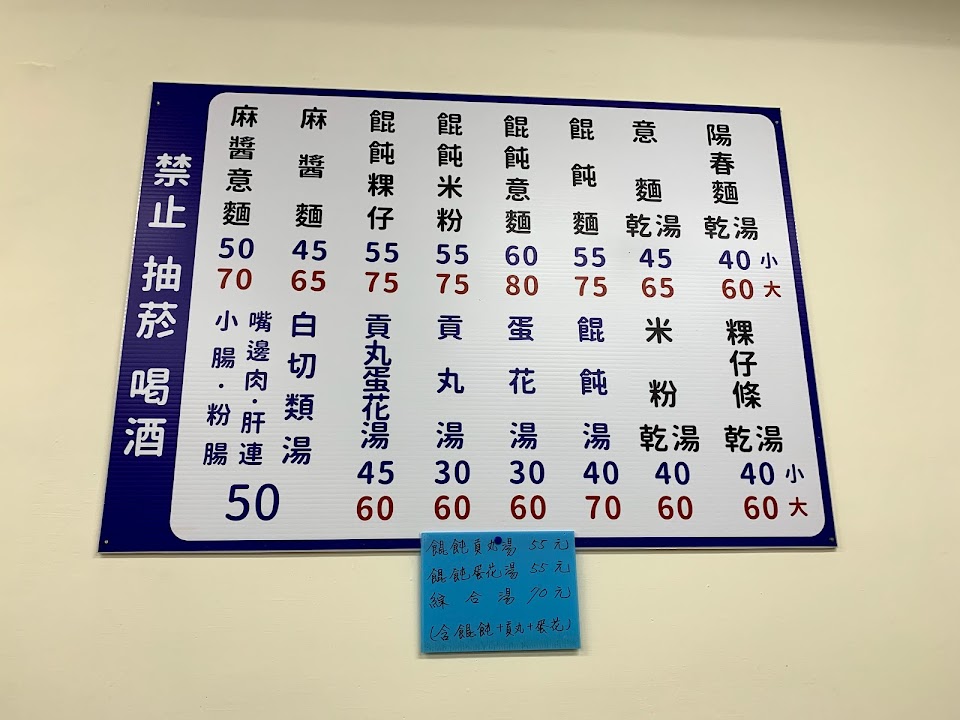 陽春麵 乾湯 40 小 60 大
意麵 乾湯 45 65
餛飩麵 55 75
餛飩意麵 60 80
餛飩米粉 55 75
餛飩粿仔 55 75
麻醬麵 45 65
麻醬意麵 50 70
粿仔條 乾湯 40 小 60 大
米粉 乾湯 40 60
餛飩湯 40 70
蛋花湯 30 60
貢丸湯 30 60
貢丸蛋花湯 45 60
白切類湯
嘴邊肉·肝連
小腸·粉腸
50
禁止 抽菸 喝酒
餛飩貢丸湯 55元
餛飩蛋花湯 55元
綜合湯 70元
(含餛飩+貢丸+蛋花)